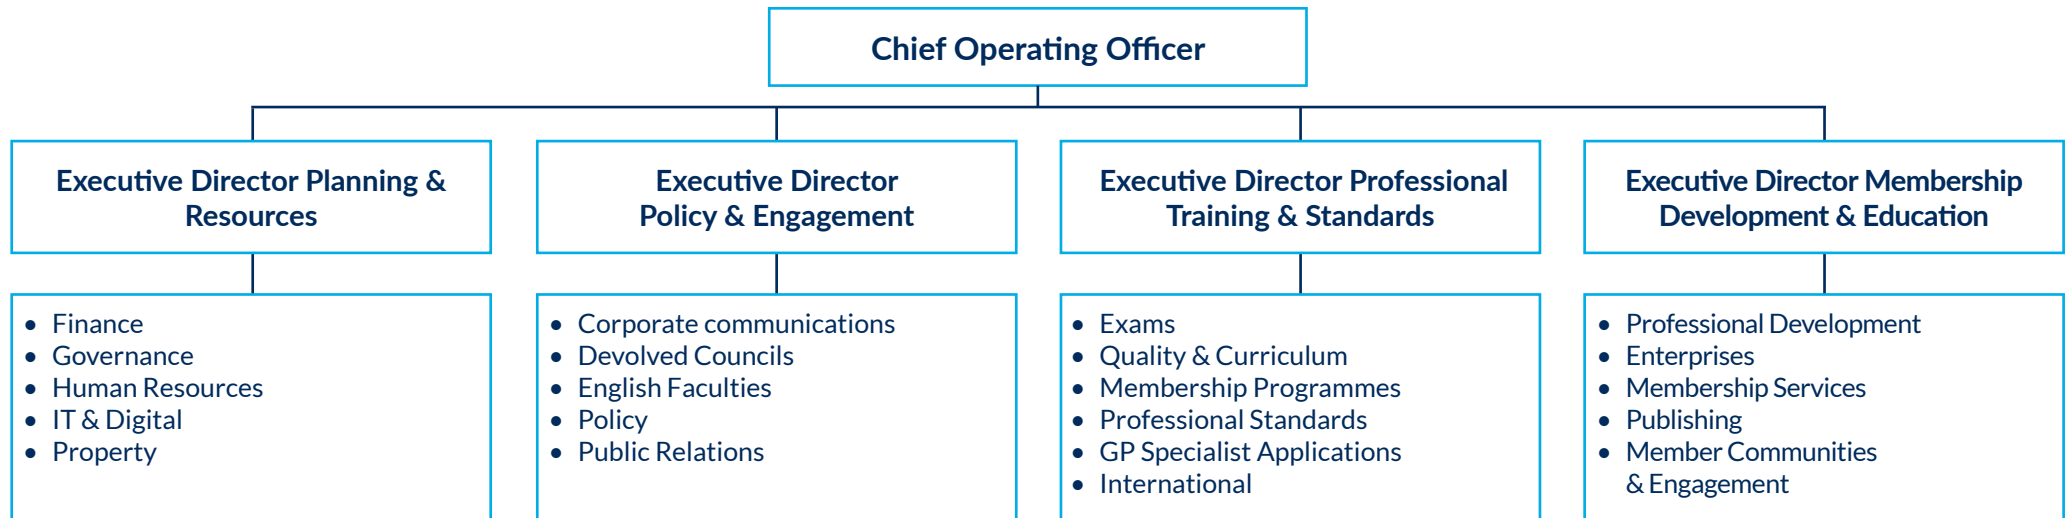 Chief Operating Officer
Executive Director Planning &
Resources
Executive Director
Policy & Engagement
Executive Director Professional
Training & Standards
Executive Director Membership
Development & Education
• Finance
• Governance
• Human Resources
• IT & Digital
• Property
• Corporate communications
• Devolved Councils
• English Faculties
• Policy
• Public Relations
• Exams
• Quality & Curriculum
• Membership Programmes
• Professional Standards
• GP Specialist Applications
• International
• Professional Development
• Enterprises
• Membership Services
• Publishing
• Member Communities
& Engagement